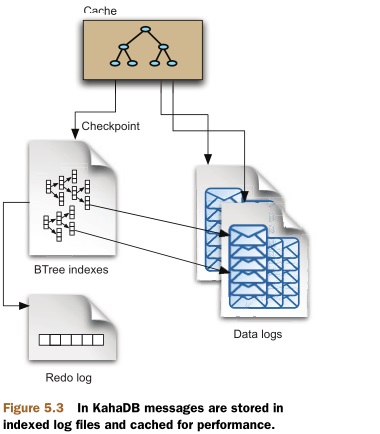 Cache
Checkpoint
BTree indexes
Data logs
Redo log
Figure 5.3 In KahaDB messages are stored in
indexed log files and cached for performance.